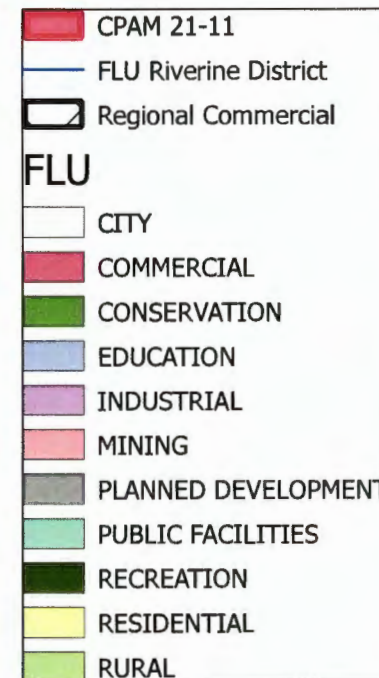 CPAM 21-11
FLU Riverine District
Regional Commercial
FLU
CITY
COMMERCIAL
CONSERVATION
EDUCATION
INDUSTRIAL
MINING
PLANNED DEVELOPMENT
PUBLIC FACILITIES
RECREATION
RESIDENTIAL
RURAL